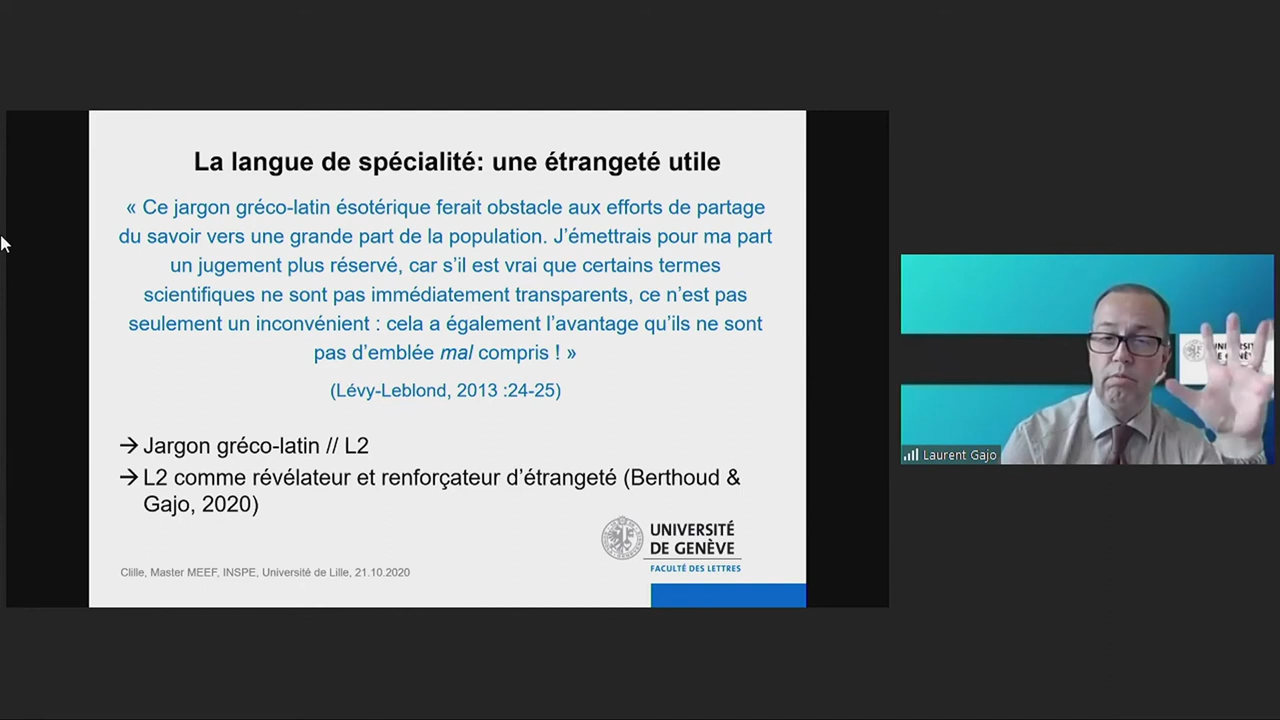 La langue de spécialité: une étrangeté utile
« Ce jargon gréco-latin ésotérique ferait obstacle aux efforts de partage
du savoir vers une grande part de la population. J’émettrais pour ma part
un jugement plus réservé, car s’il est vrai que certains termes
scientifiques ne sont pas immédiatement transparents, ce n’est pas
seulement un inconvénient : cela a également l’avantage qu’ils ne sont
pas d’emblée mal compris ! »
(Lévy-Leblond, 2013 :24-25)
→ Jargon gréco-latin // L2
→ L2 comme révélateur et renforçateur d’étrangeté (Berthoud &
Gajo, 2020)
UNIVERSITÉ
DE GENÈVE
FACULTÉ DES LETTRES
Clille, Master MEEF, INSPE, Université de Lille, 21.10.2020
Laurent Gajo